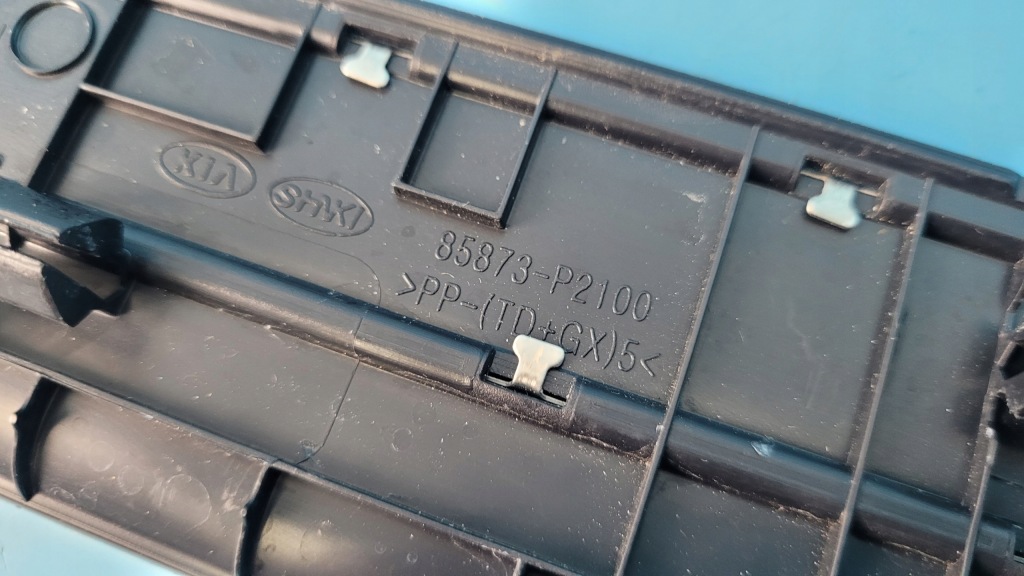 KIA
SHKI
85873-P2100
>PP-(TD+GX)5<